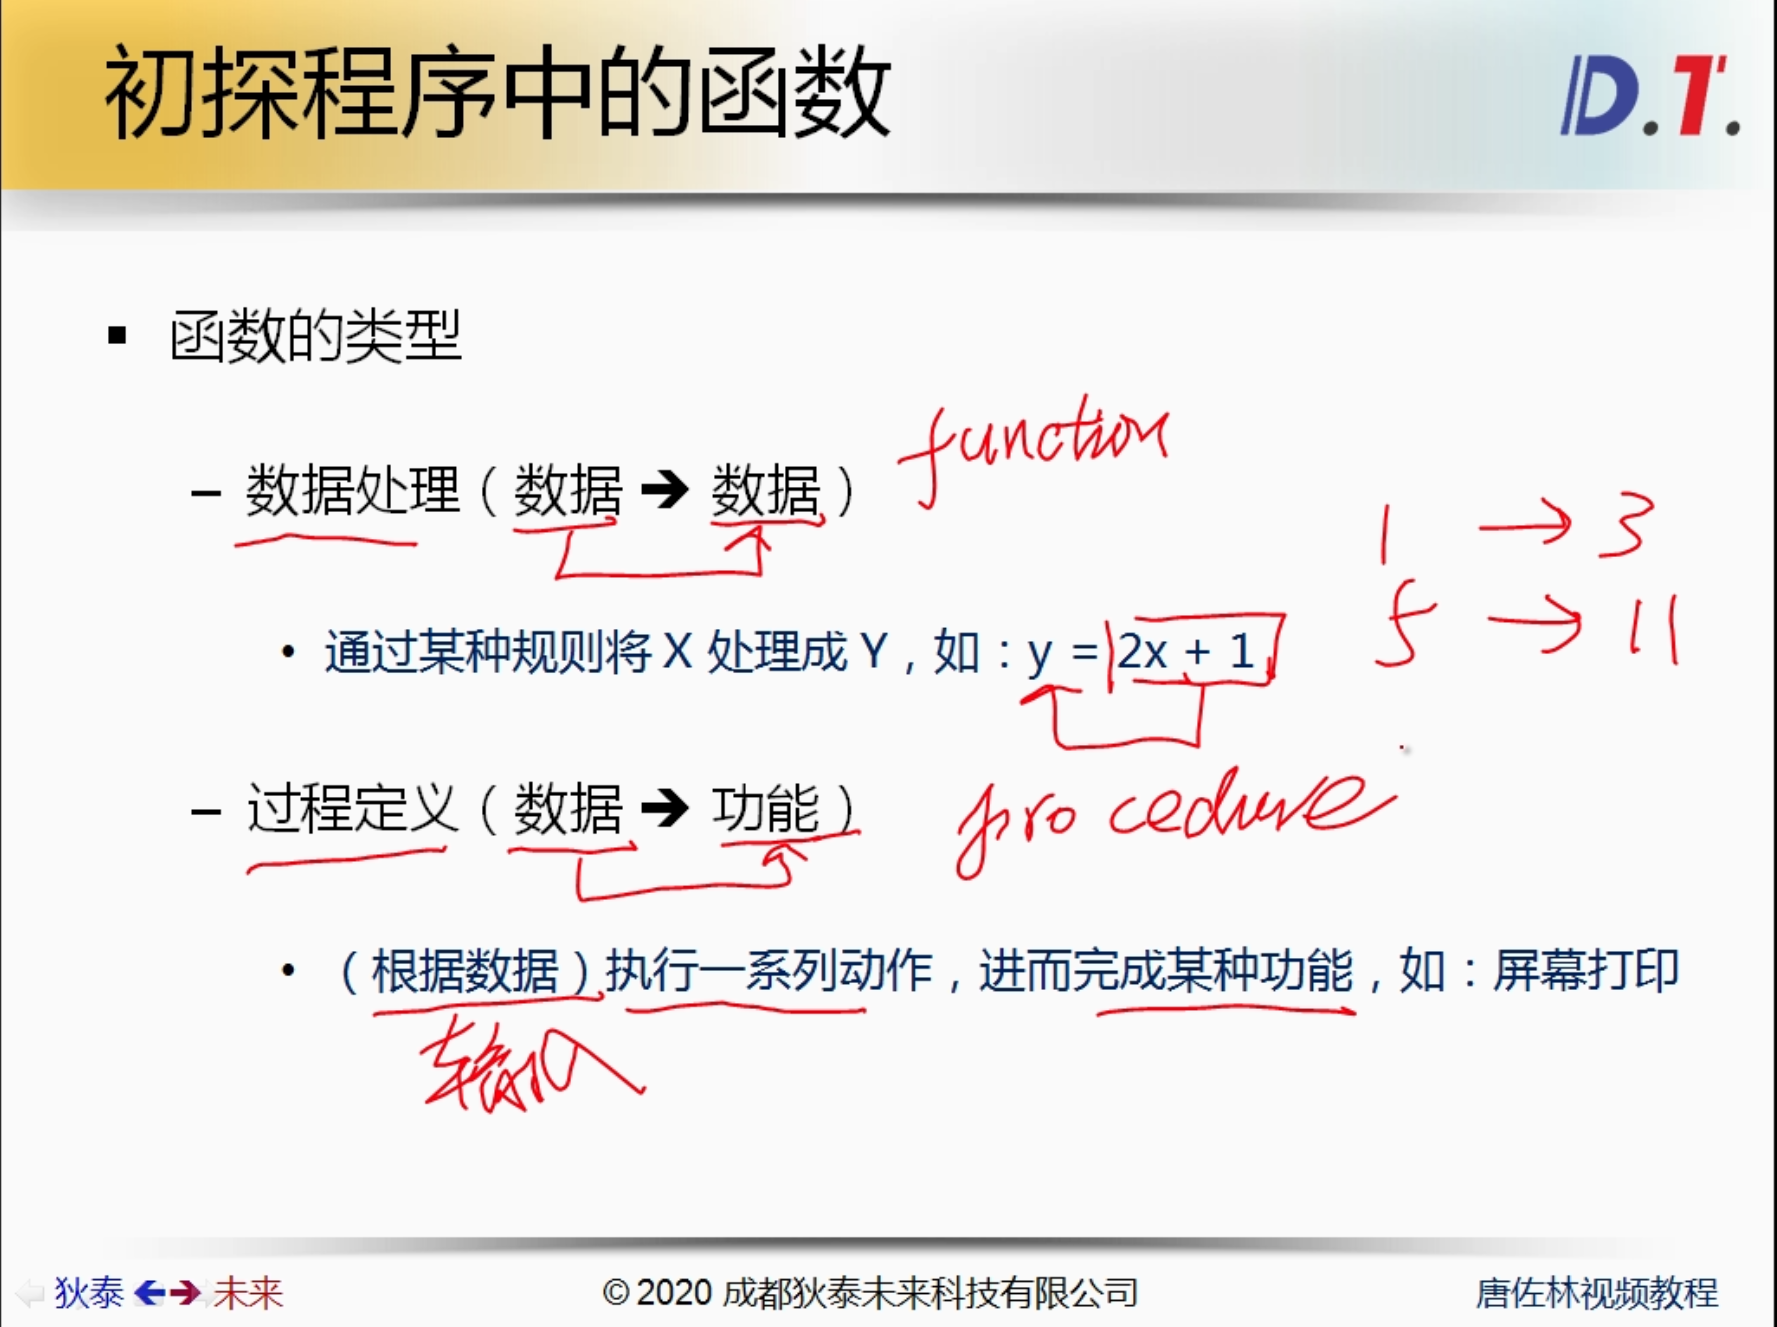 初探程序中的函数
D.T.
▪ 函数的类型
function
– 数据处理（数据 ➔ 数据）
1 → 3
5 → 11
• 通过某种规则将 X 处理成 Y，如：y = 2x + 1
– 过程定义（数据 ➔ 功能）
procedure
• （根据数据）执行一系列动作，进而完成某种功能，如：屏幕打印
输入
狄泰 ←→ 未来
© 2020 成都狄泰未来科技有限公司
唐佐林视频教程